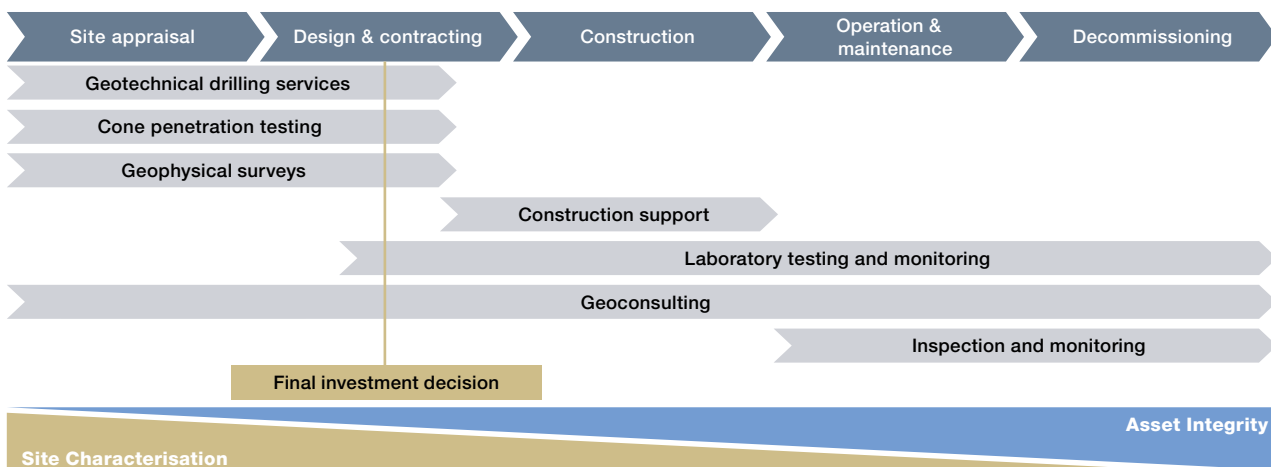 Site appraisal
Design & contracting
Construction
Operation &
maintenance
Decommissioning
Geotechnical drilling services
Cone penetration testing
Geophysical surveys
Construction support
Laboratory testing and monitoring
Geoconsulting
Inspection and monitoring
Final investment decision
Asset Integrity
Site Characterisation